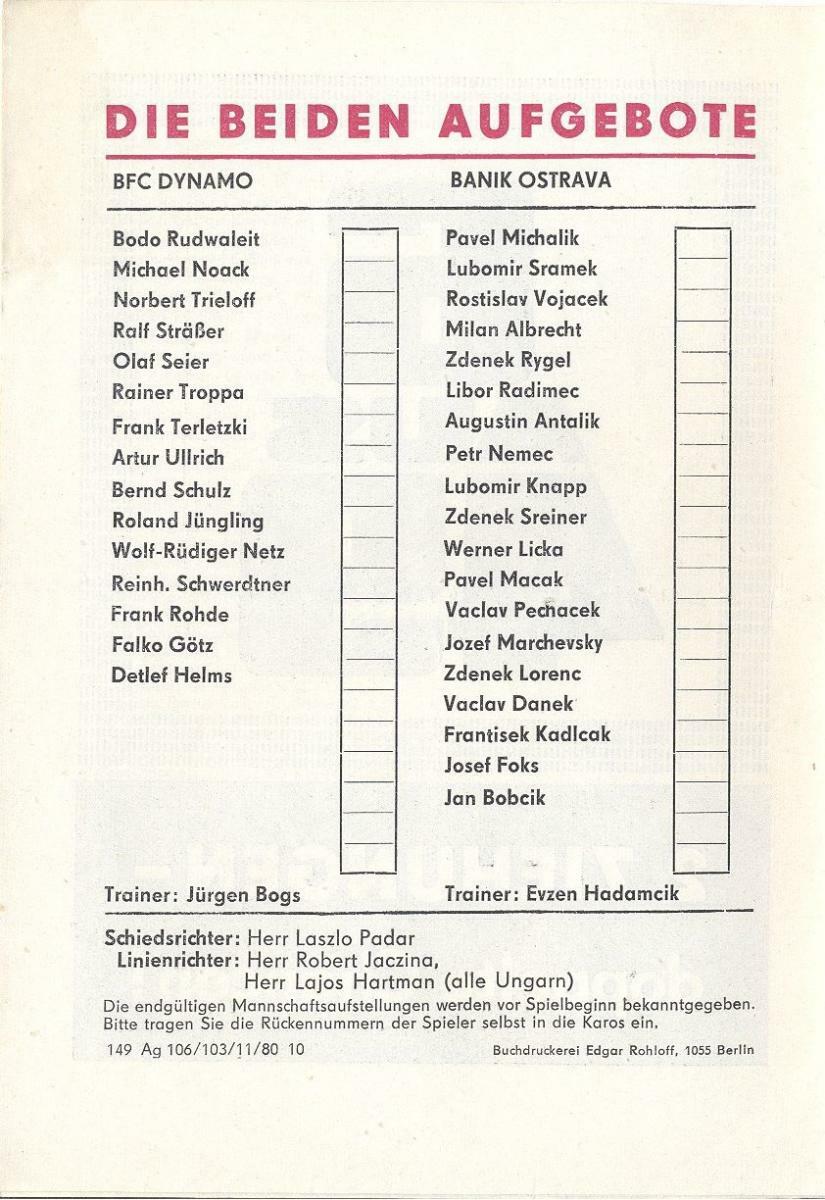 DIE BEIDEN AUFGEBOTE
BFC DYNAMO
Bodo Rudwaleit
Michael Noack
Norbert Trieloff
Ralf Sträßer
Olaf Seier
Rainer Troppa
Frank Terletzki
Artur Ullrich
Bernd Schulz
Roland Jüngling
Wolf-Rüdiger Netz
Reinh. Schwerdtner
Frank Rohde
Falko Götz
Detlef Helms
Trainer: Jürgen Bogs
BANIK OSTRAVA
Pavel Michalik
Lubomir Sramek
Rostislav Vojacek
Milan Albrecht
Zdenek Rygel
Libor Radimec
Augustin Antalik
Petr Nemec
Lubomir Knapp
Zdenek Sreiner
Werner Licka
Pavel Macak
Vaclav Pechacek
Jozef Marchevsky
Zdenek Lorenc
Vaclav Danek
Frantisek Kadlcak
Josef Foks
Jan Bobcik
Trainer: Evzen Hadamcik
Schiedsrichter: Herr Laszlo Padar
Linienrichter: Herr Robert Jaczina,
Herr Lajos Hartman (alle Ungarn)
Die endgültigen Mannschaftsaufstellungen werden vor Spielbeginn bekanntgegeben.
Bitte tragen Sie die Rückennummern der Spieler selbst in die Karos ein.
149 Ag 106/103/11/80 10
Buchdruckerei Edgar Rohloff, 1055 Berlin